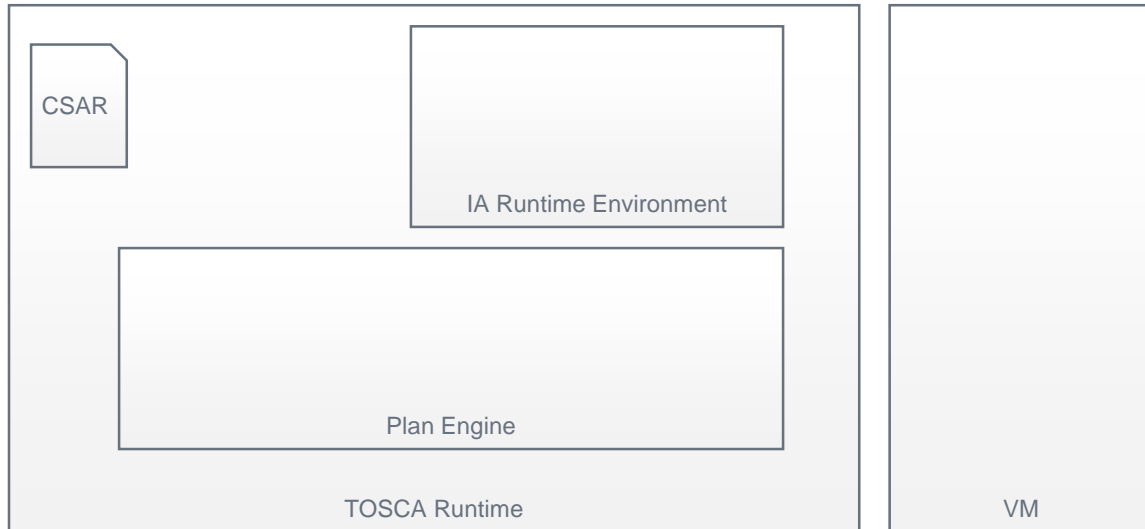 CSAR
IA Runtime Environment
Plan Engine
TOSCA Runtime
VM